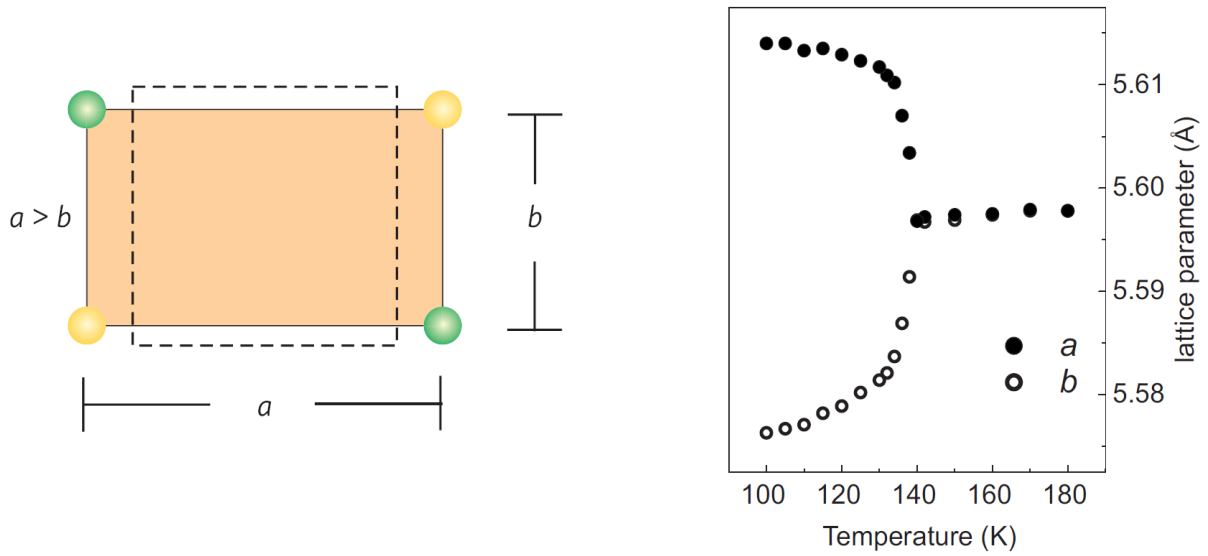 a > b
b
a
5.61
5.60
5.59
5.58
lattice parameter (Å)
a
b
100 120 140 160 180
Temperature (K)